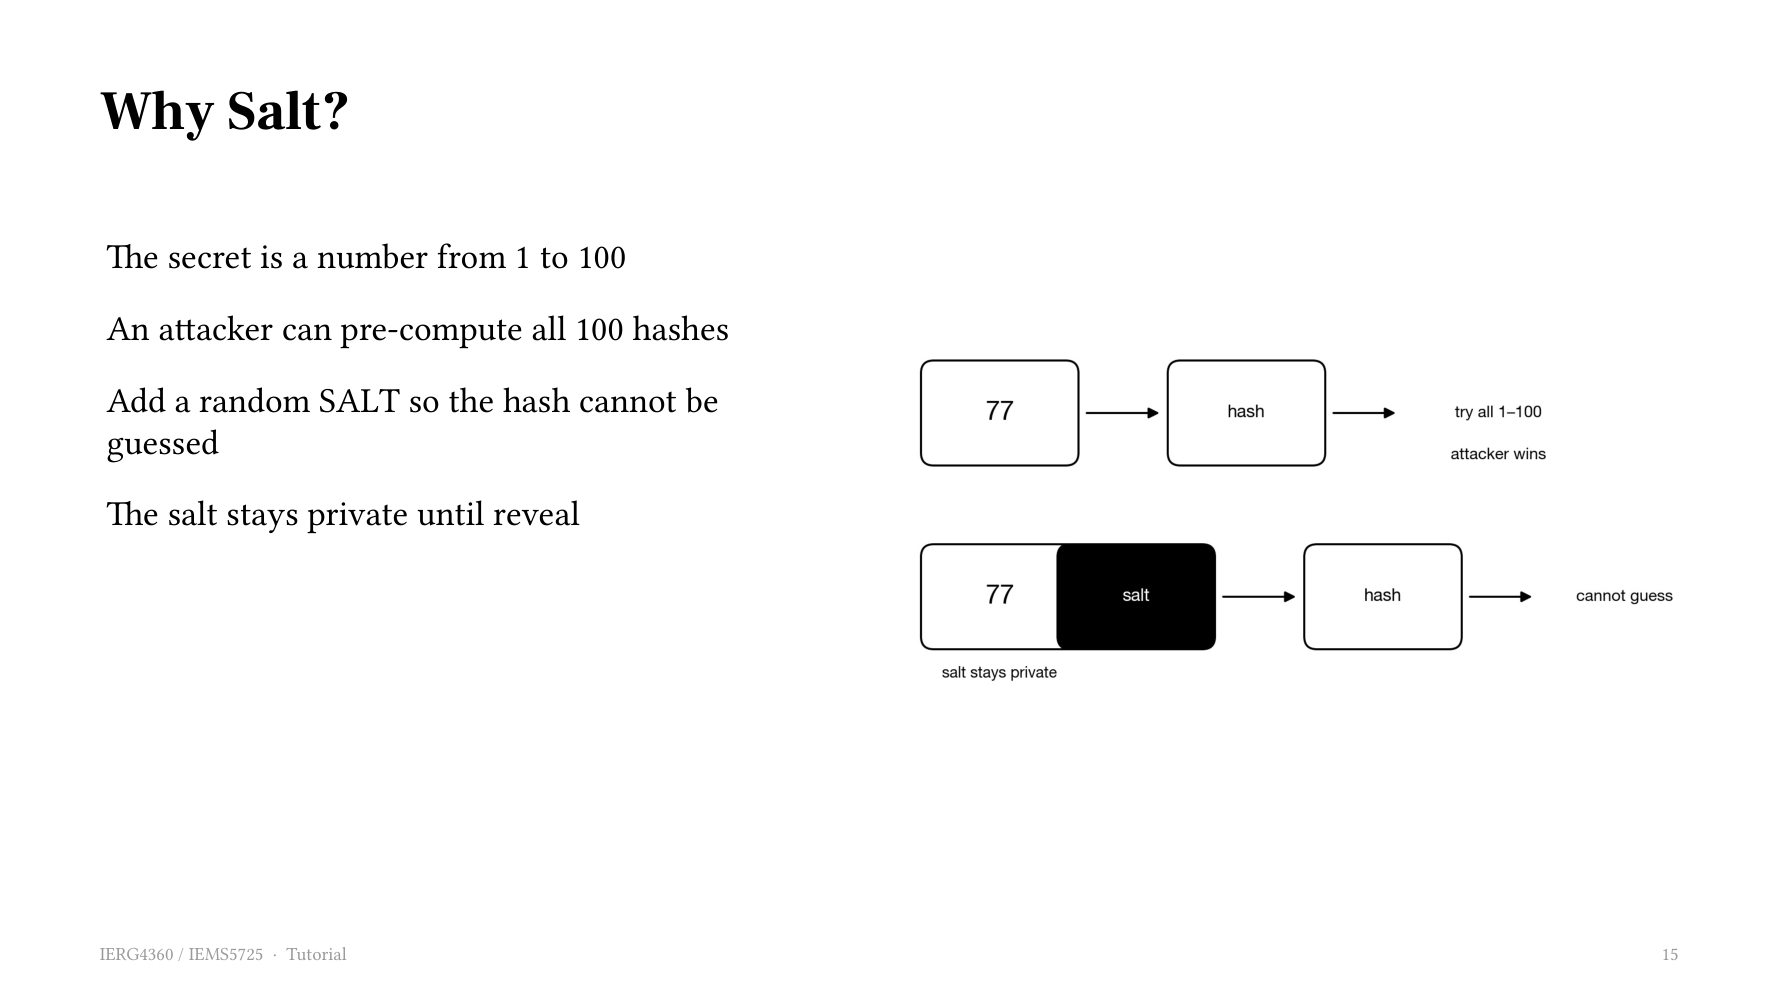 Why Salt?
The secret is a number from 1 to 100
An attacker can pre-compute all 100 hashes
Add a random SALT so the hash cannot be
guessed
The salt stays private until reveal
77
hash
try all 1–100
attacker wins
77
salt
hash
cannot guess
salt stays private
IERG4360 / IEMS5725 · Tutorial
15